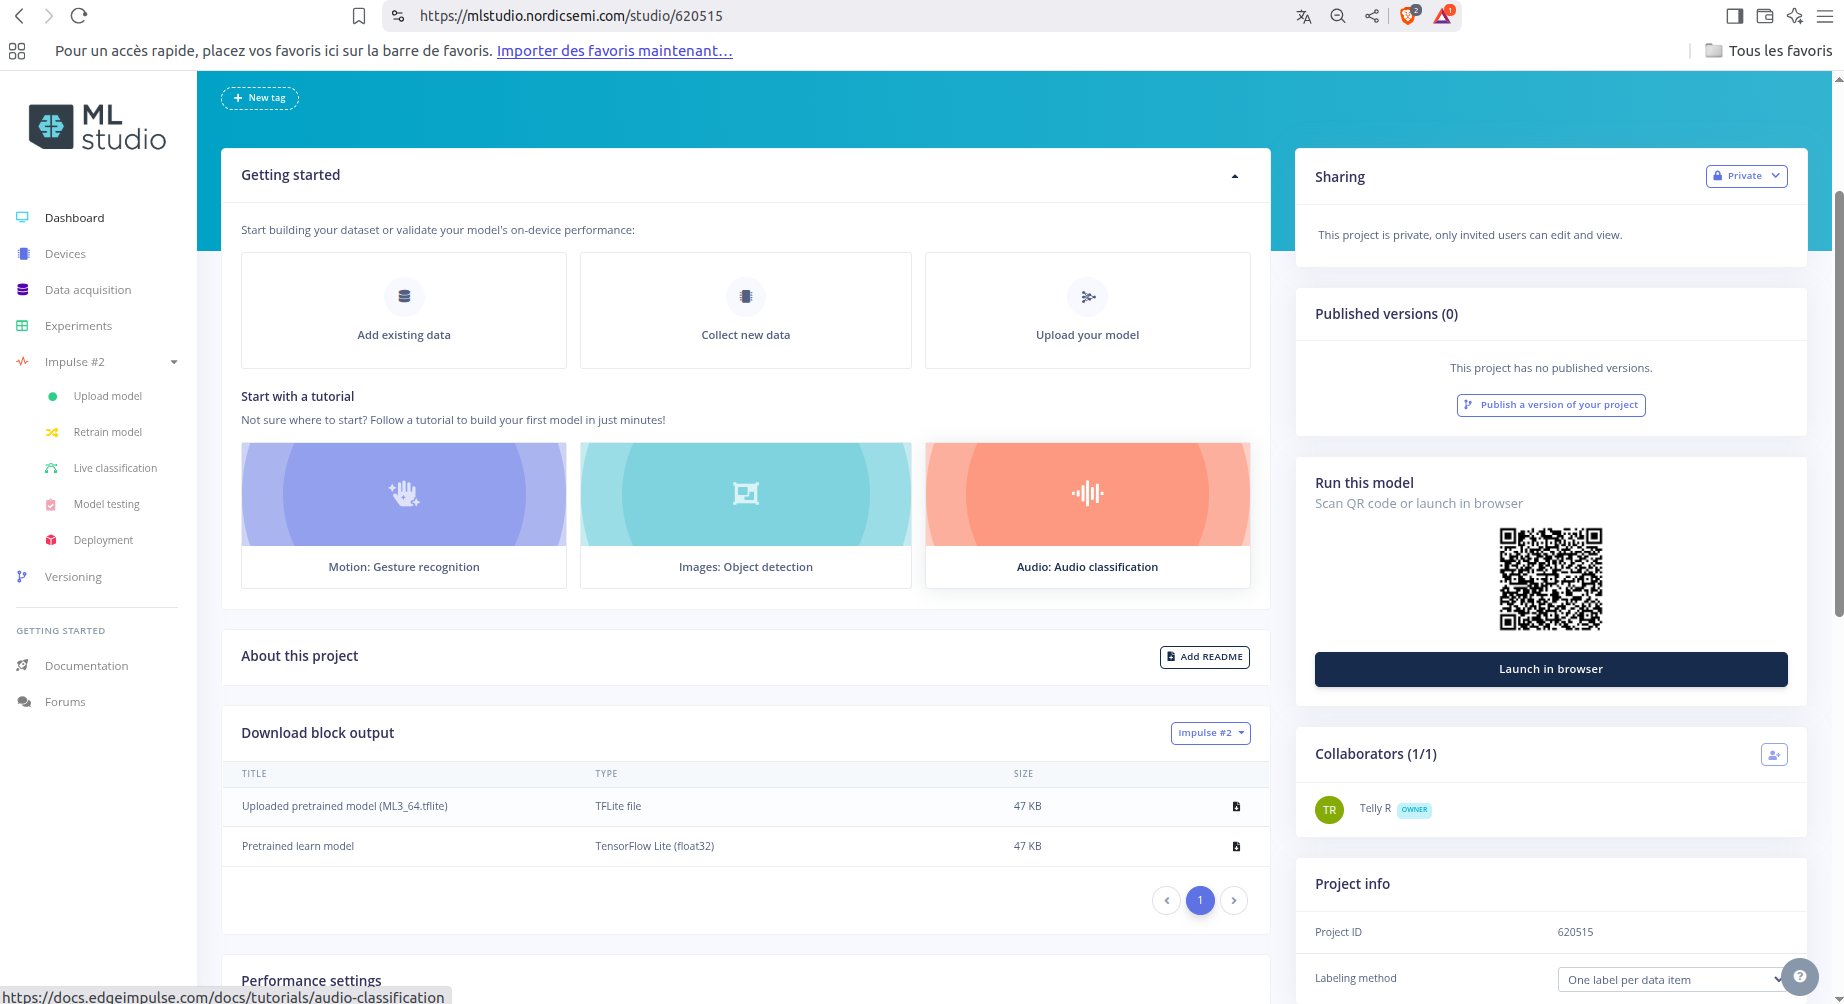 https://mlstudio.nordicsemi.com/studio/620515
2
1
Pour un accès rapide, placez vos favoris ici sur la barre de favoris. Importer des favoris maintenant…
Tous les favoris
ML
studio
Dashboard
Devices
Data acquisition
Experiments
Impulse #2
Upload model
Retrain model
Live classification
Model testing
Deployment
Versioning
GETTING STARTED
Documentation
Forums
+ New tag
Getting started
Start building your dataset or validate your model's on-device performance:
Add existing data
Collect new data
Upload your model
Start with a tutorial
Not sure where to start? Follow a tutorial to build your first model in just minutes!
Motion: Gesture recognition
Images: Object detection
Audio: Audio classification
About this project
Add README
Download block output
Impulse #2
TITLE TYPE SIZE
Uploaded pretrained model (ML3_64.tflite) TFLite file 47 KB
Pretrained learn model TensorFlow Lite (float32) 47 KB
1
Performance settings
Sharing
Private
This project is private, only invited users can edit and view.
Published versions (0)
This project has no published versions.
Publish a version of your project
Run this model
Scan QR code or launch in browser
Launch in browser
Collaborators (1/1)
TR
Telly R OWNER
Project info
Project ID 620515
Labeling method One label per data item
?
https://docs.edgeimpulse.com/docs/tutorials/audio-classification